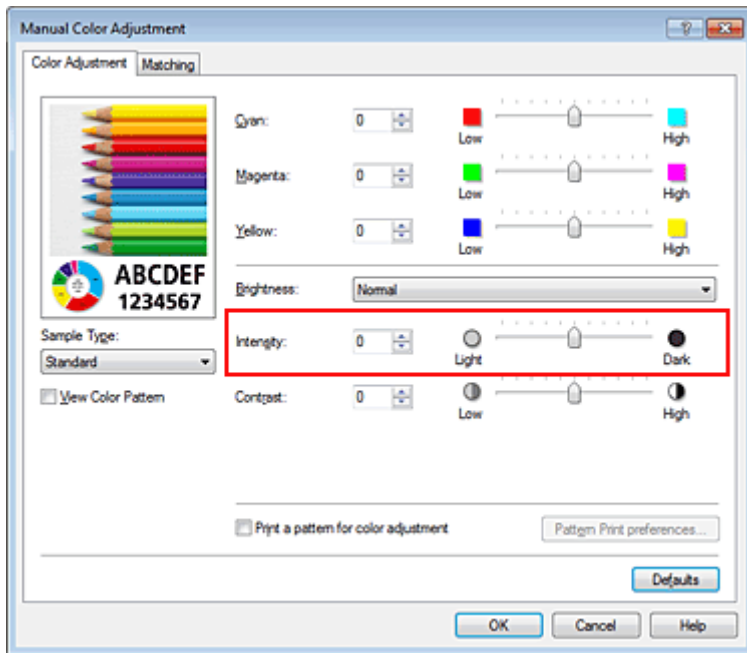 Manual Color Adjustment
Color Adjustment Matching
Cyan: 0 Low High
Magenta: 0 Low High
Yellow: 0 Low High
ABCDEF
1234567
Brightness: Normal
Sample Type:
Standard
Intensity: 0 Light Dark
View Color Pattern
Contrast: 0 Low High
Print a pattern for color adjustment Pattern Print preferences...
Defaults
OK Cancel Help